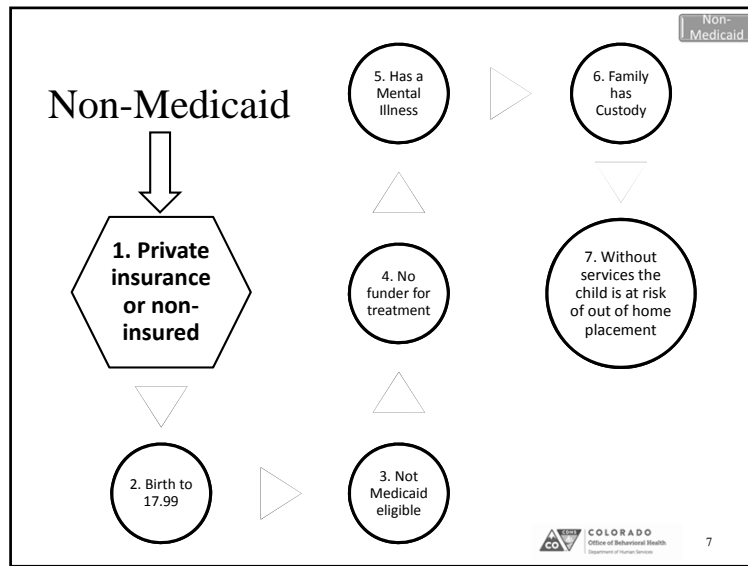 Non-
Medicaid
Non-Medicaid
1. Private
insurance
or non-
insured
2. Birth to
17.99
3. Not
Medicaid
eligible
4. No
funder for
treatment
5. Has a
Mental
Illness
6. Family
has
Custody
7. Without
services the
child is at risk
of out of home
placement
CO
CDHS
COLORADO
Office of Behavioral Health
Department of Human Services
7